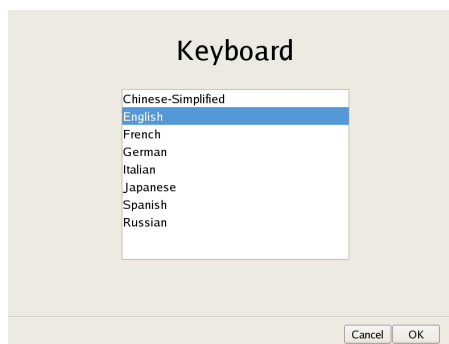 Keyboard
Chinese-Simplified
English
French
German
Italian
Japanese
Spanish
Russian
Cancel OK